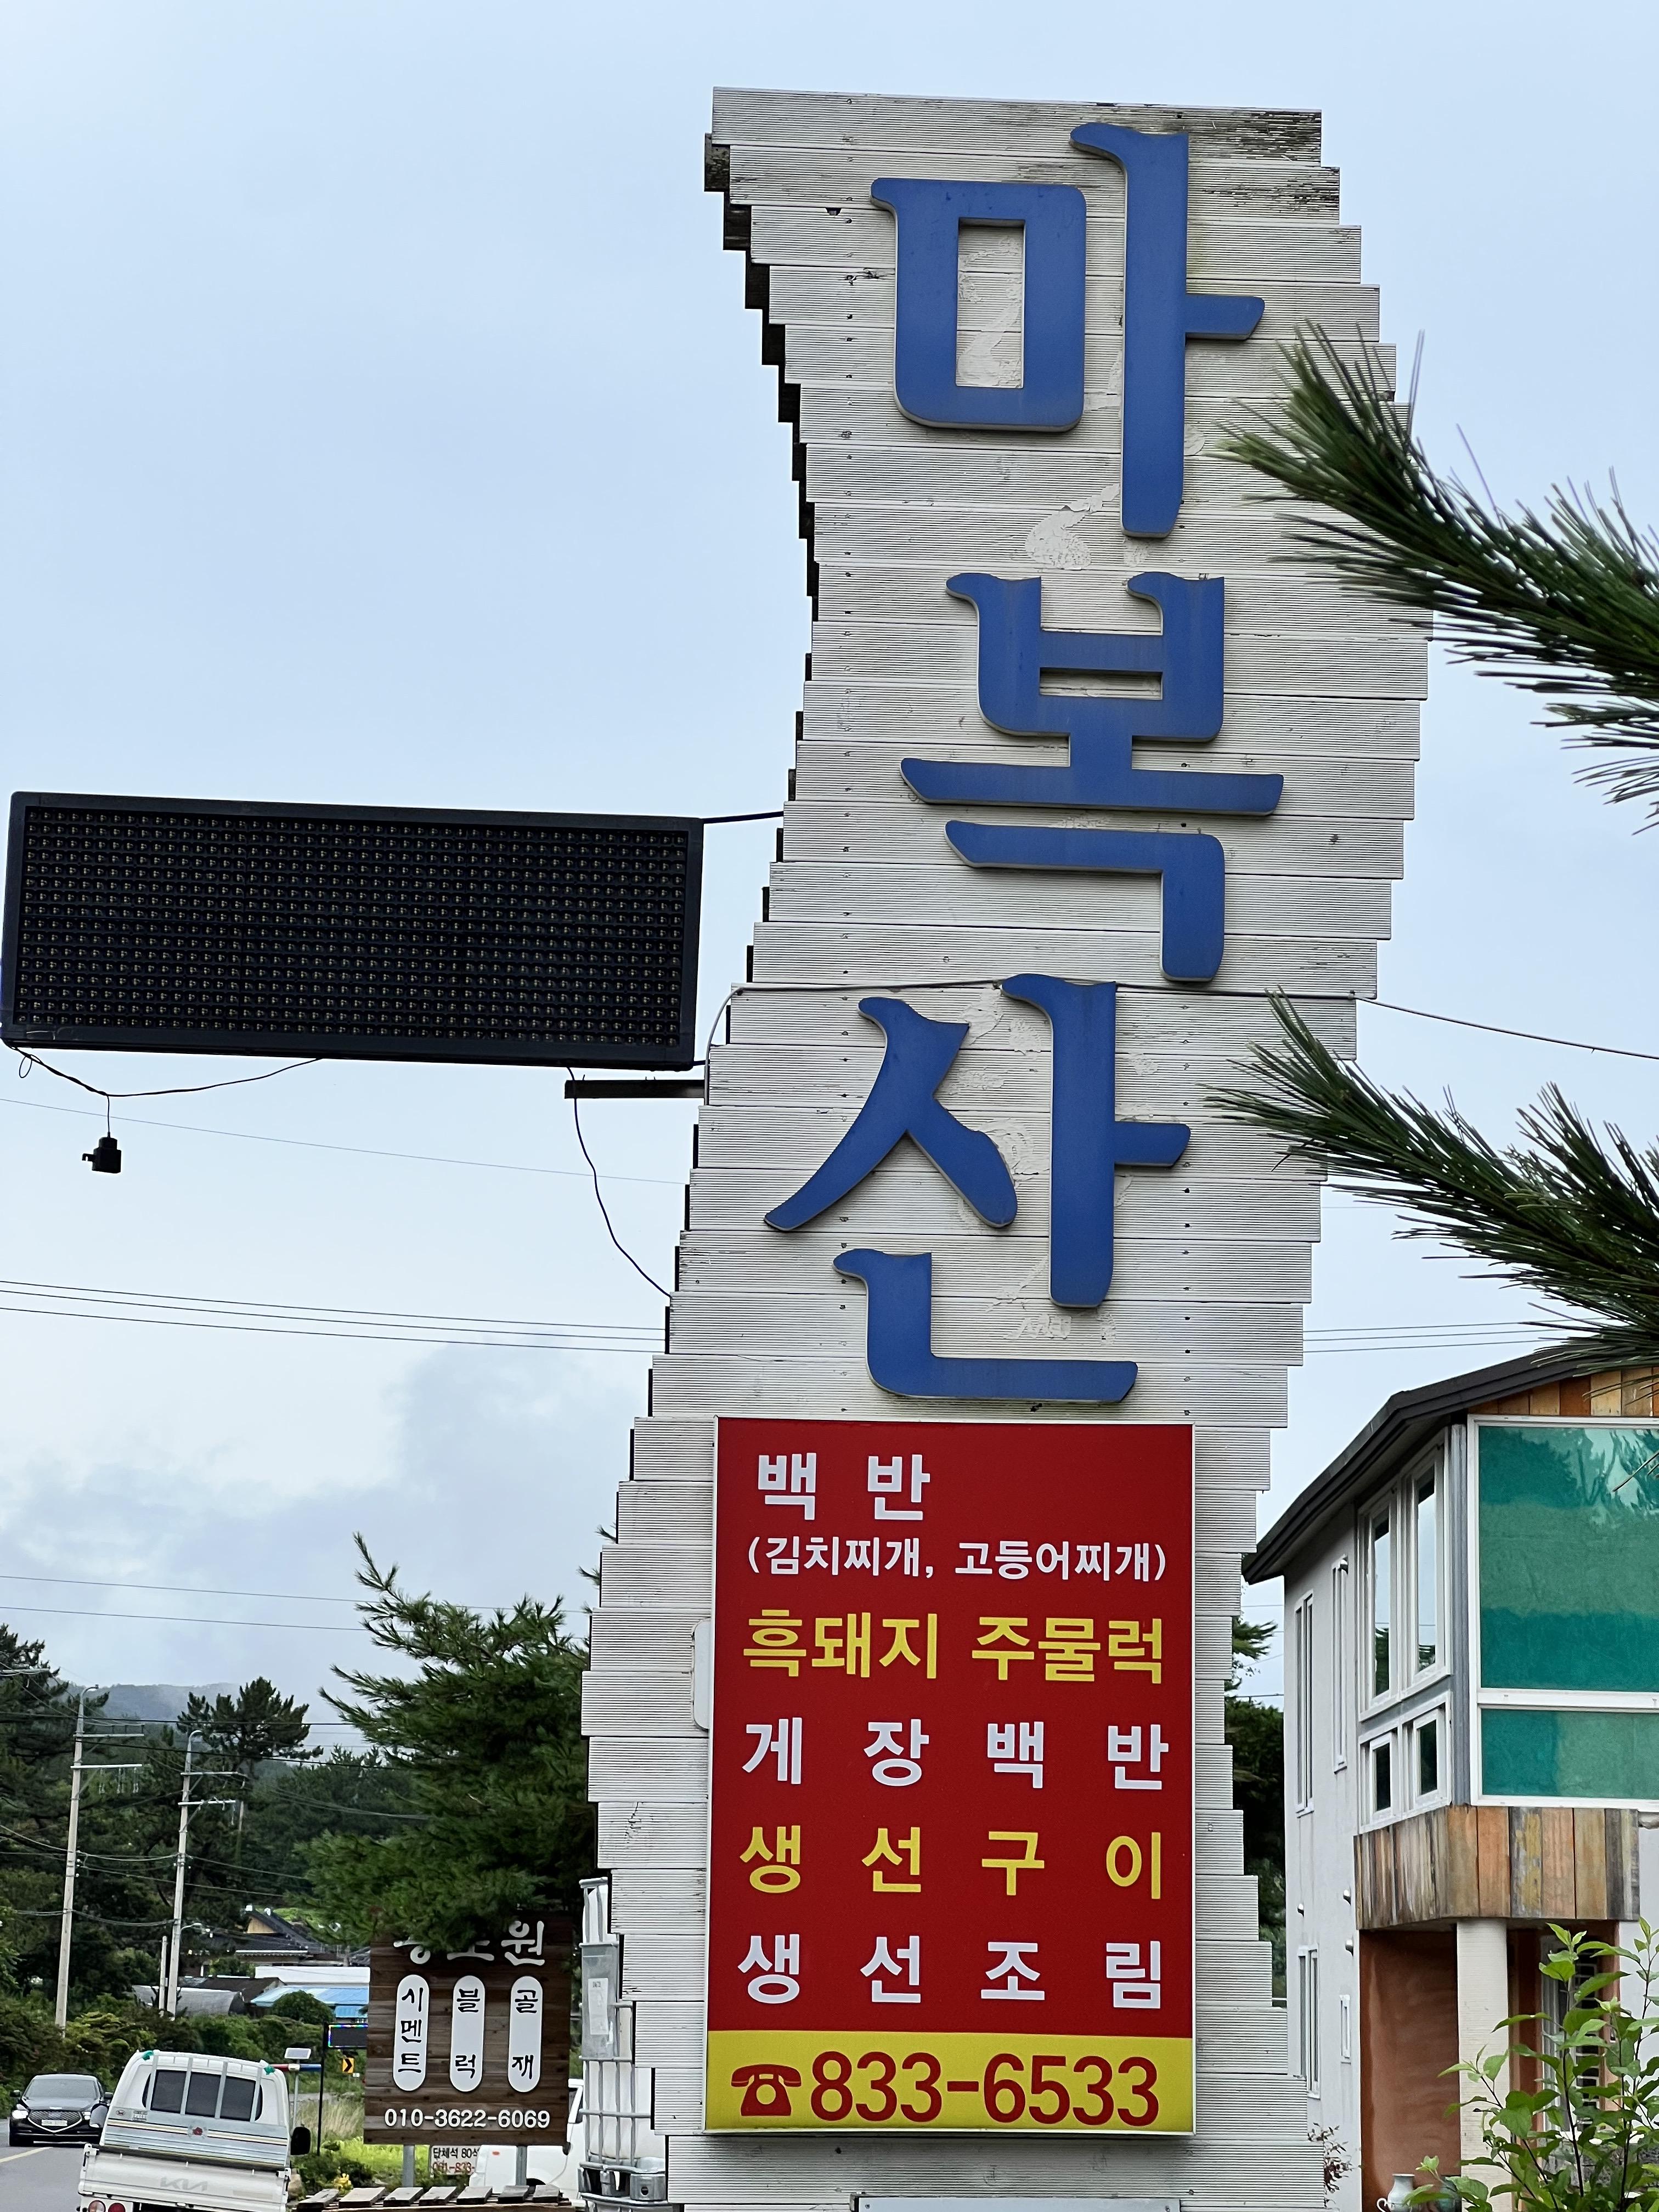 마복산
백반
(김치찌개, 고등어찌개)
흑돼지 주물럭
게장백반
생선구이
생선조림
☎833-6533
시멘트
블럭
골재
010-3622-6069
KIA